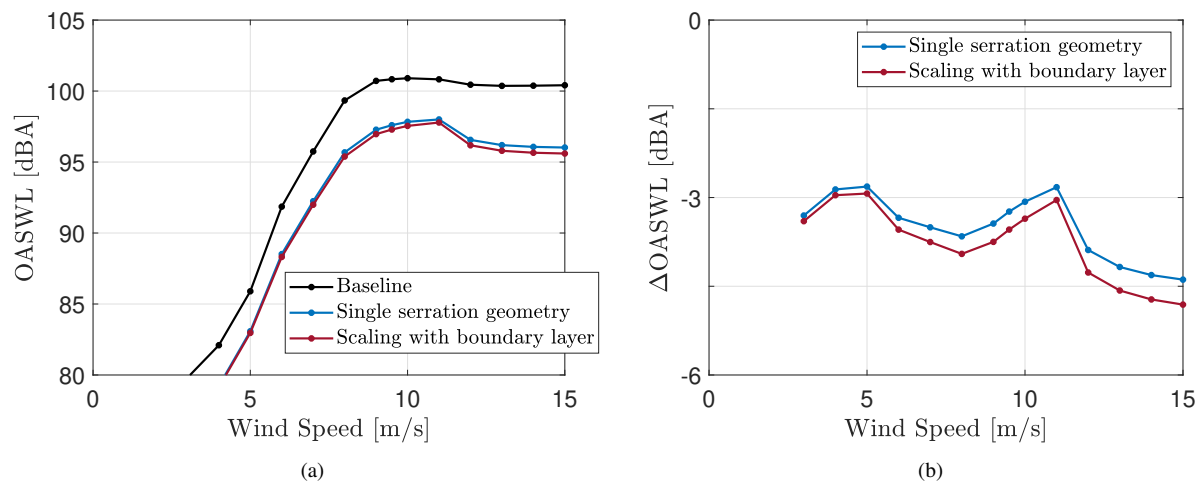 105
100
95
90
85
80
0
5
10
15
OASWL [dBA]
Wind Speed [m/s]
Baseline
Single serration geometry
Scaling with boundary layer
(a)
0
-3
-6
0
5
10
15
ΔOASWL [dBA]
Wind Speed [m/s]
Single serration geometry
Scaling with boundary layer
(b)